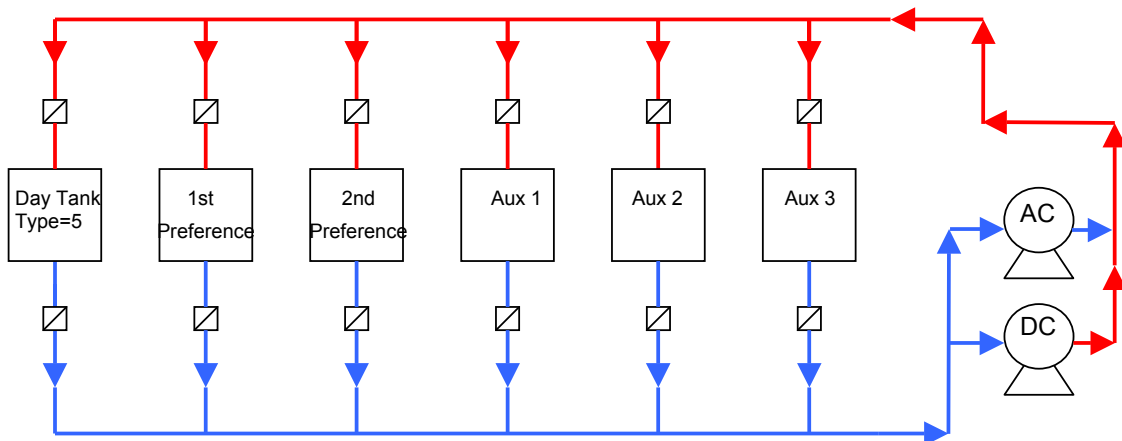 Day Tank
Type=5
1st
Preference
2nd
Preference
Aux 1
Aux 2
Aux 3
AC
DC